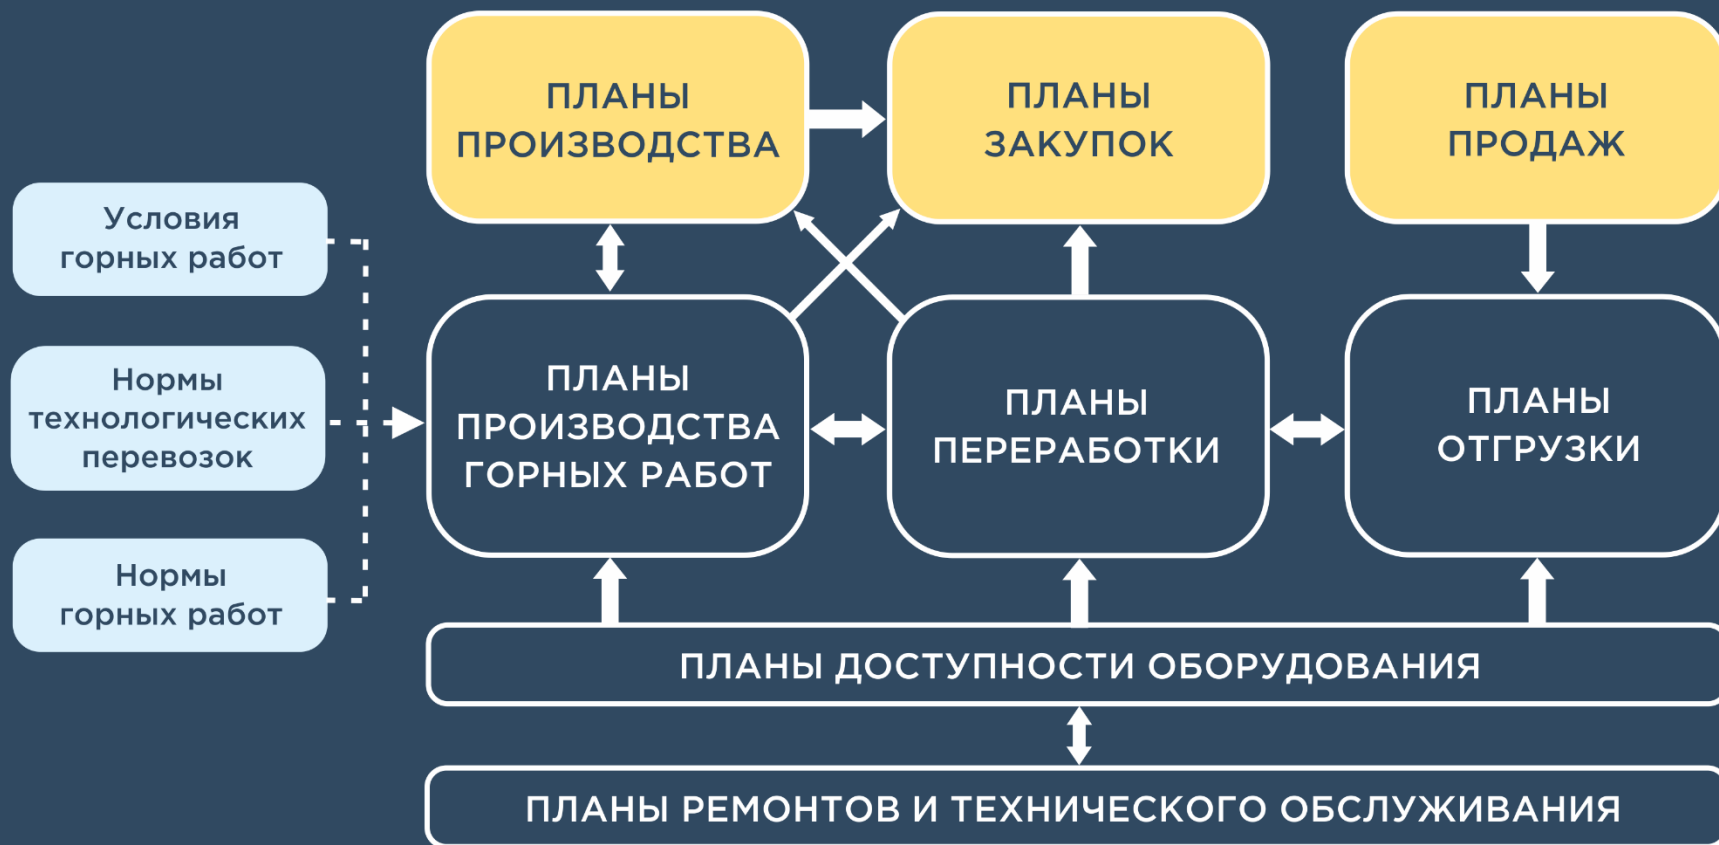 ПЛАНЫ
ПРОИЗВОДСТВА
ПЛАНЫ
ЗАКУПОК
ПЛАНЫ
ПРОДАЖ
Условия
горных работ
Нормы
технологических
перевозок
Нормы
горных работ
ПЛАНЫ
ПРОИЗВОДСТВА
ГОРНЫХ РАБОТ
ПЛАНЫ
ПЕРЕРАБОТКИ
ПЛАНЫ
ОТГРУЗКИ
ПЛАНЫ ДОСТУПНОСТИ ОБОРУДОВАНИЯ
ПЛАНЫ РЕМОНТОВ И ТЕХНИЧЕСКОГО ОБСЛУЖИВАНИЯ